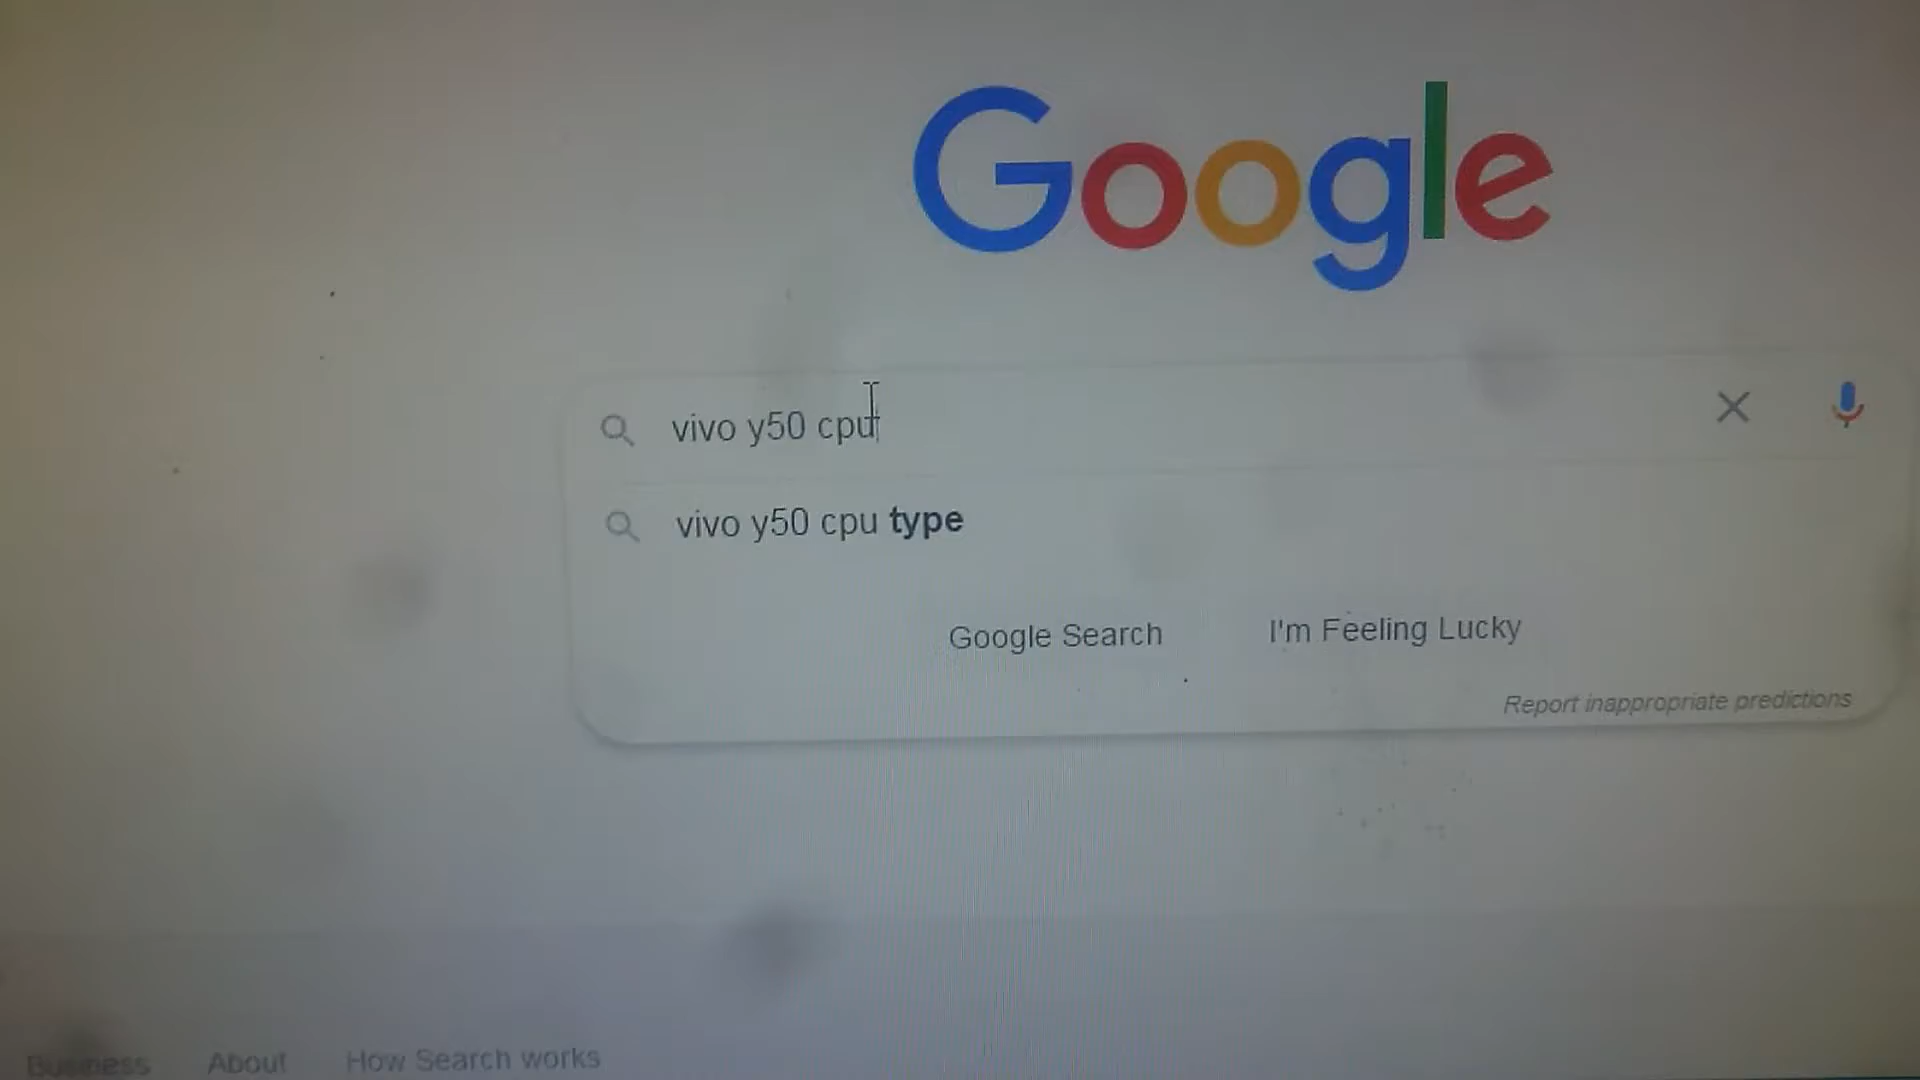 Google
vivo y50 cpu
vivo y50 cpu type
Google Search I'm Feeling Lucky
Report inappropriate predictions
Business About How Search works